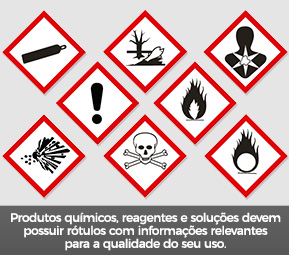 Produtos químicos, reagentes e soluções devem
possuir rótulos com informações relevantes
para a qualidade do seu uso.